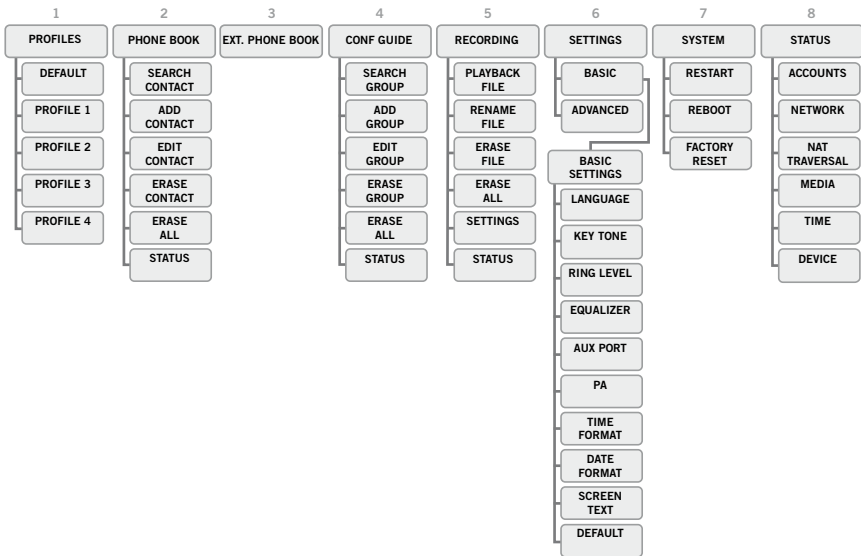 1 2 3 4 5 6 7 8
PROFILES
DEFAULT
PROFILE 1
PROFILE 2
PROFILE 3
PROFILE 4
PHONE BOOK
SEARCH
CONTACT
ADD
CONTACT
EDIT
CONTACT
ERASE
CONTACT
ERASE
ALL
STATUS
EXT. PHONE BOOK
CONF GUIDE
SEARCH
GROUP
ADD
GROUP
EDIT
GROUP
ERASE
GROUP
ERASE
ALL
STATUS
RECORDING
PLAYBACK
FILE
RENAME
FILE
ERASE
FILE
ERASE
ALL
SETTINGS
STATUS
SETTINGS
BASIC
ADVANCED
BASIC
SETTINGS
LANGUAGE
KEY TONE
RING LEVEL
EQUALIZER
AUX PORT
PA
TIME
FORMAT
DATE
FORMAT
SCREEN
TEXT
DEFAULT
SYSTEM
RESTART
REBOOT
FACTORY
RESET
STATUS
ACCOUNTS
NETWORK
NAT
TRAVERSAL
MEDIA
TIME
DEVICE